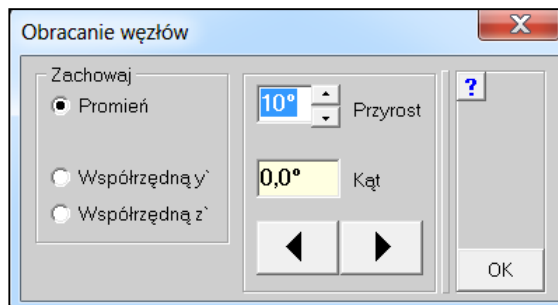 Obracanie węzłów
Zachowaj
Promień
Współrzędną y`
Współrzędną z`
10°
Przyrost
0,0°
Kąt
?
OK